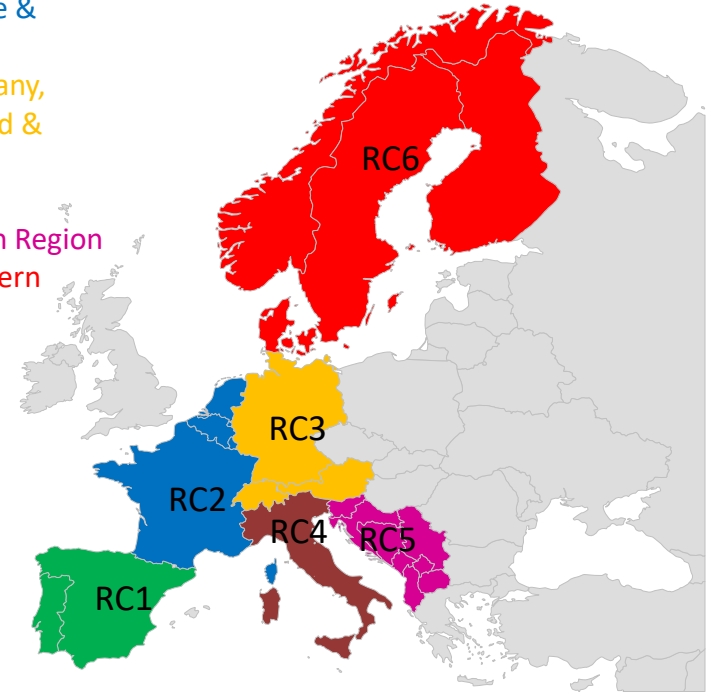 e &
any,
d &
n Region
ern
RC6
RC3
RC2
RC4
RC5
RC1